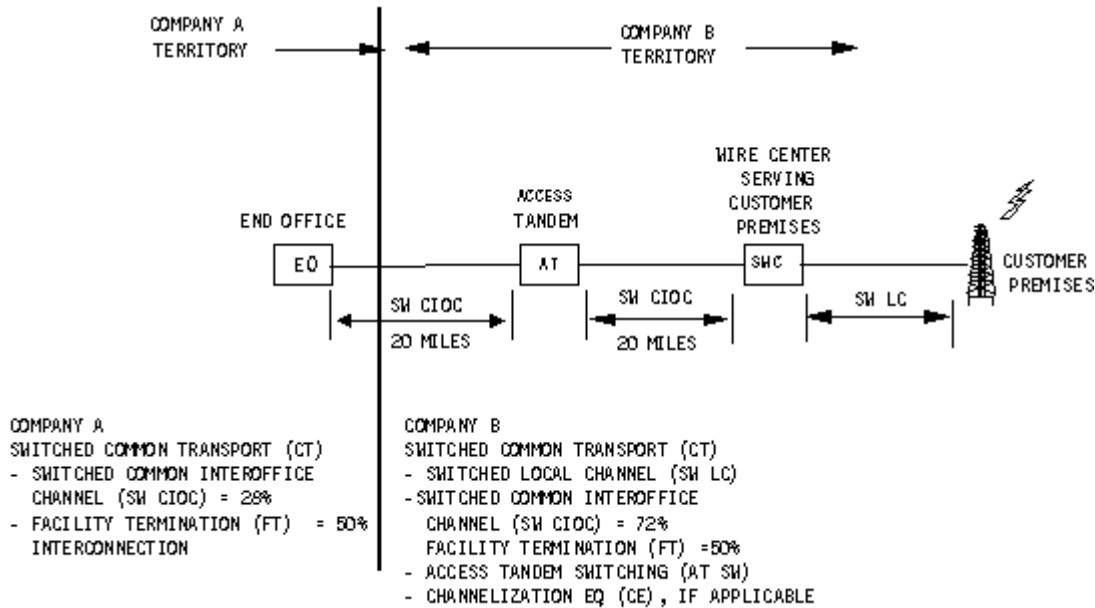 COMPANY A
TERRITORY
COMPANY B
TERRITORY
WIRE CENTER
SERVING
CUSTOMER
PREMISES
ACCESS
TANDEM
END OFFICE
EO
AT
SWC
CUSTOMER
PREMISES
SW CIOC
20 MILES
SW CIOC
20 MILES
SW LC
COMPANY A
SWITCHED COMMON TRANSPORT (CT)
- SWITCHED COMMON INTEROFFICE
CHANNEL (SW CIOC) = 28%
- FACILITY TERMINATION (FT) = 50%
INTERCONNECTION
COMPANY B
SWITCHED COMMON TRANSPORT (CT)
- SWITCHED LOCAL CHANNEL (SW LC)
-SWITCHED COMMON INTEROFFICE
CHANNEL (SW CIOC) = 72%
FACILITY TERMINATION (FT) =50%
- ACCESS TANDEM SWITCHING (AT SW)
- CHANNELIZATION EQ (CE), IF APPLICABLE